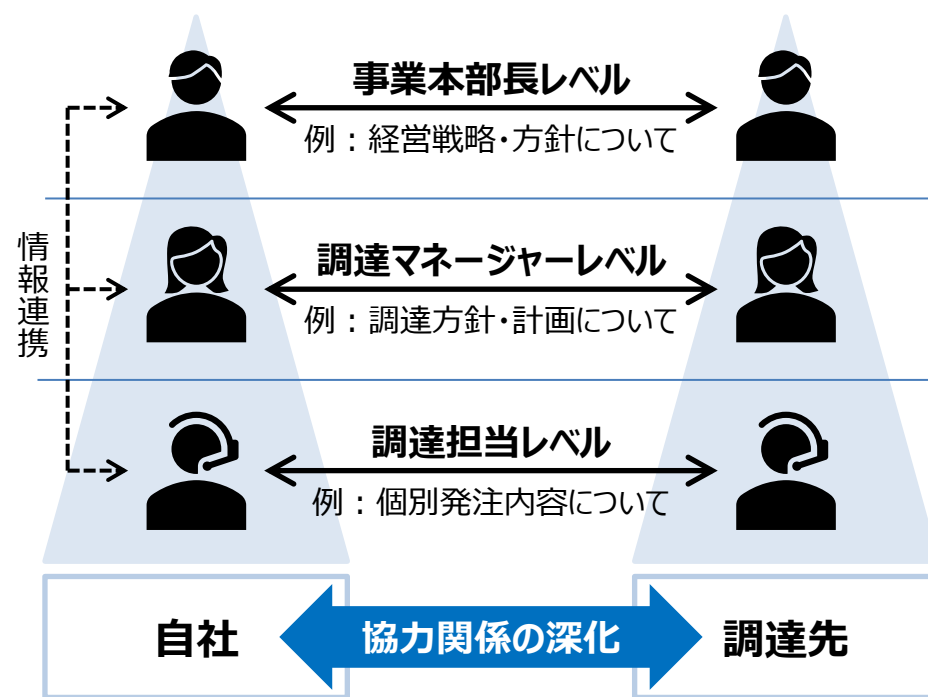 事業本部長レベル
例：経営戦略・方針について
情報連携
調達マネージャーレベル
例：調達方針・計画について
調達担当レベル
例：個別発注内容について
自社
協力関係の深化
調達先